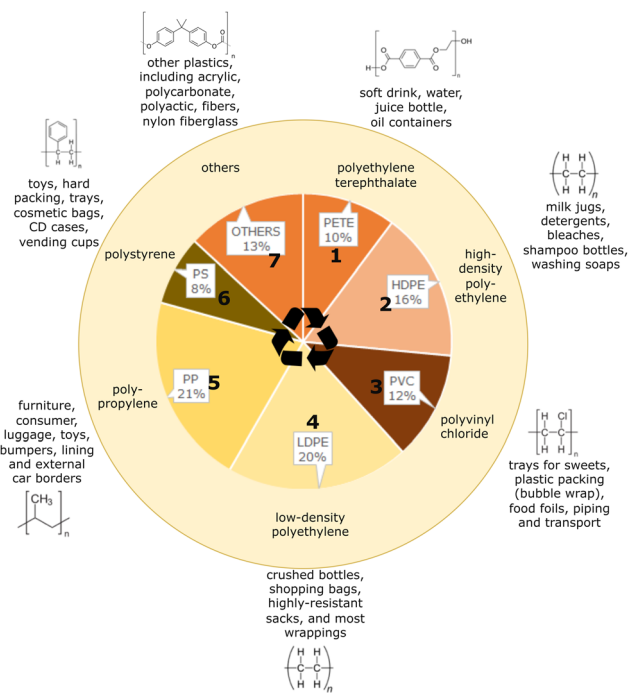 other plastics,
including acrylic,
polycarbonate,
polyactic, fibers,
nylon fiberglass
soft drink, water,
juice bottle,
oil containers
toys, hard
packing, trays,
cosmetic bags,
CD cases,
vending cups
milk jugs,
detergents,
bleaches,
shampoo bottles,
washing soaps
others
polyethylene
terephthalate
high-
density
poly-
ethylene
polystyrene
poly-
propylene
polyvinyl
chloride
low-density
polyethylene
OTHERS
13%
7
PETE
10%
1
HDPE
16%
2
PS
8%
6
PVC
12%
3
PP
21%
5
4
LDPE
20%
furniture,
consumer,
luggage, toys,
bumpers, lining
and external
car borders
trays for sweets,
plastic packing
(bubble wrap),
food foils, piping
and transport
crushed bottles,
shopping bags,
highly-resistant
sacks, and most
wrappings
O O O n
H O O O OH n
H H C C H n
H H C C H H n
CH3 n
H Cl C C H H n
H H C C H H n